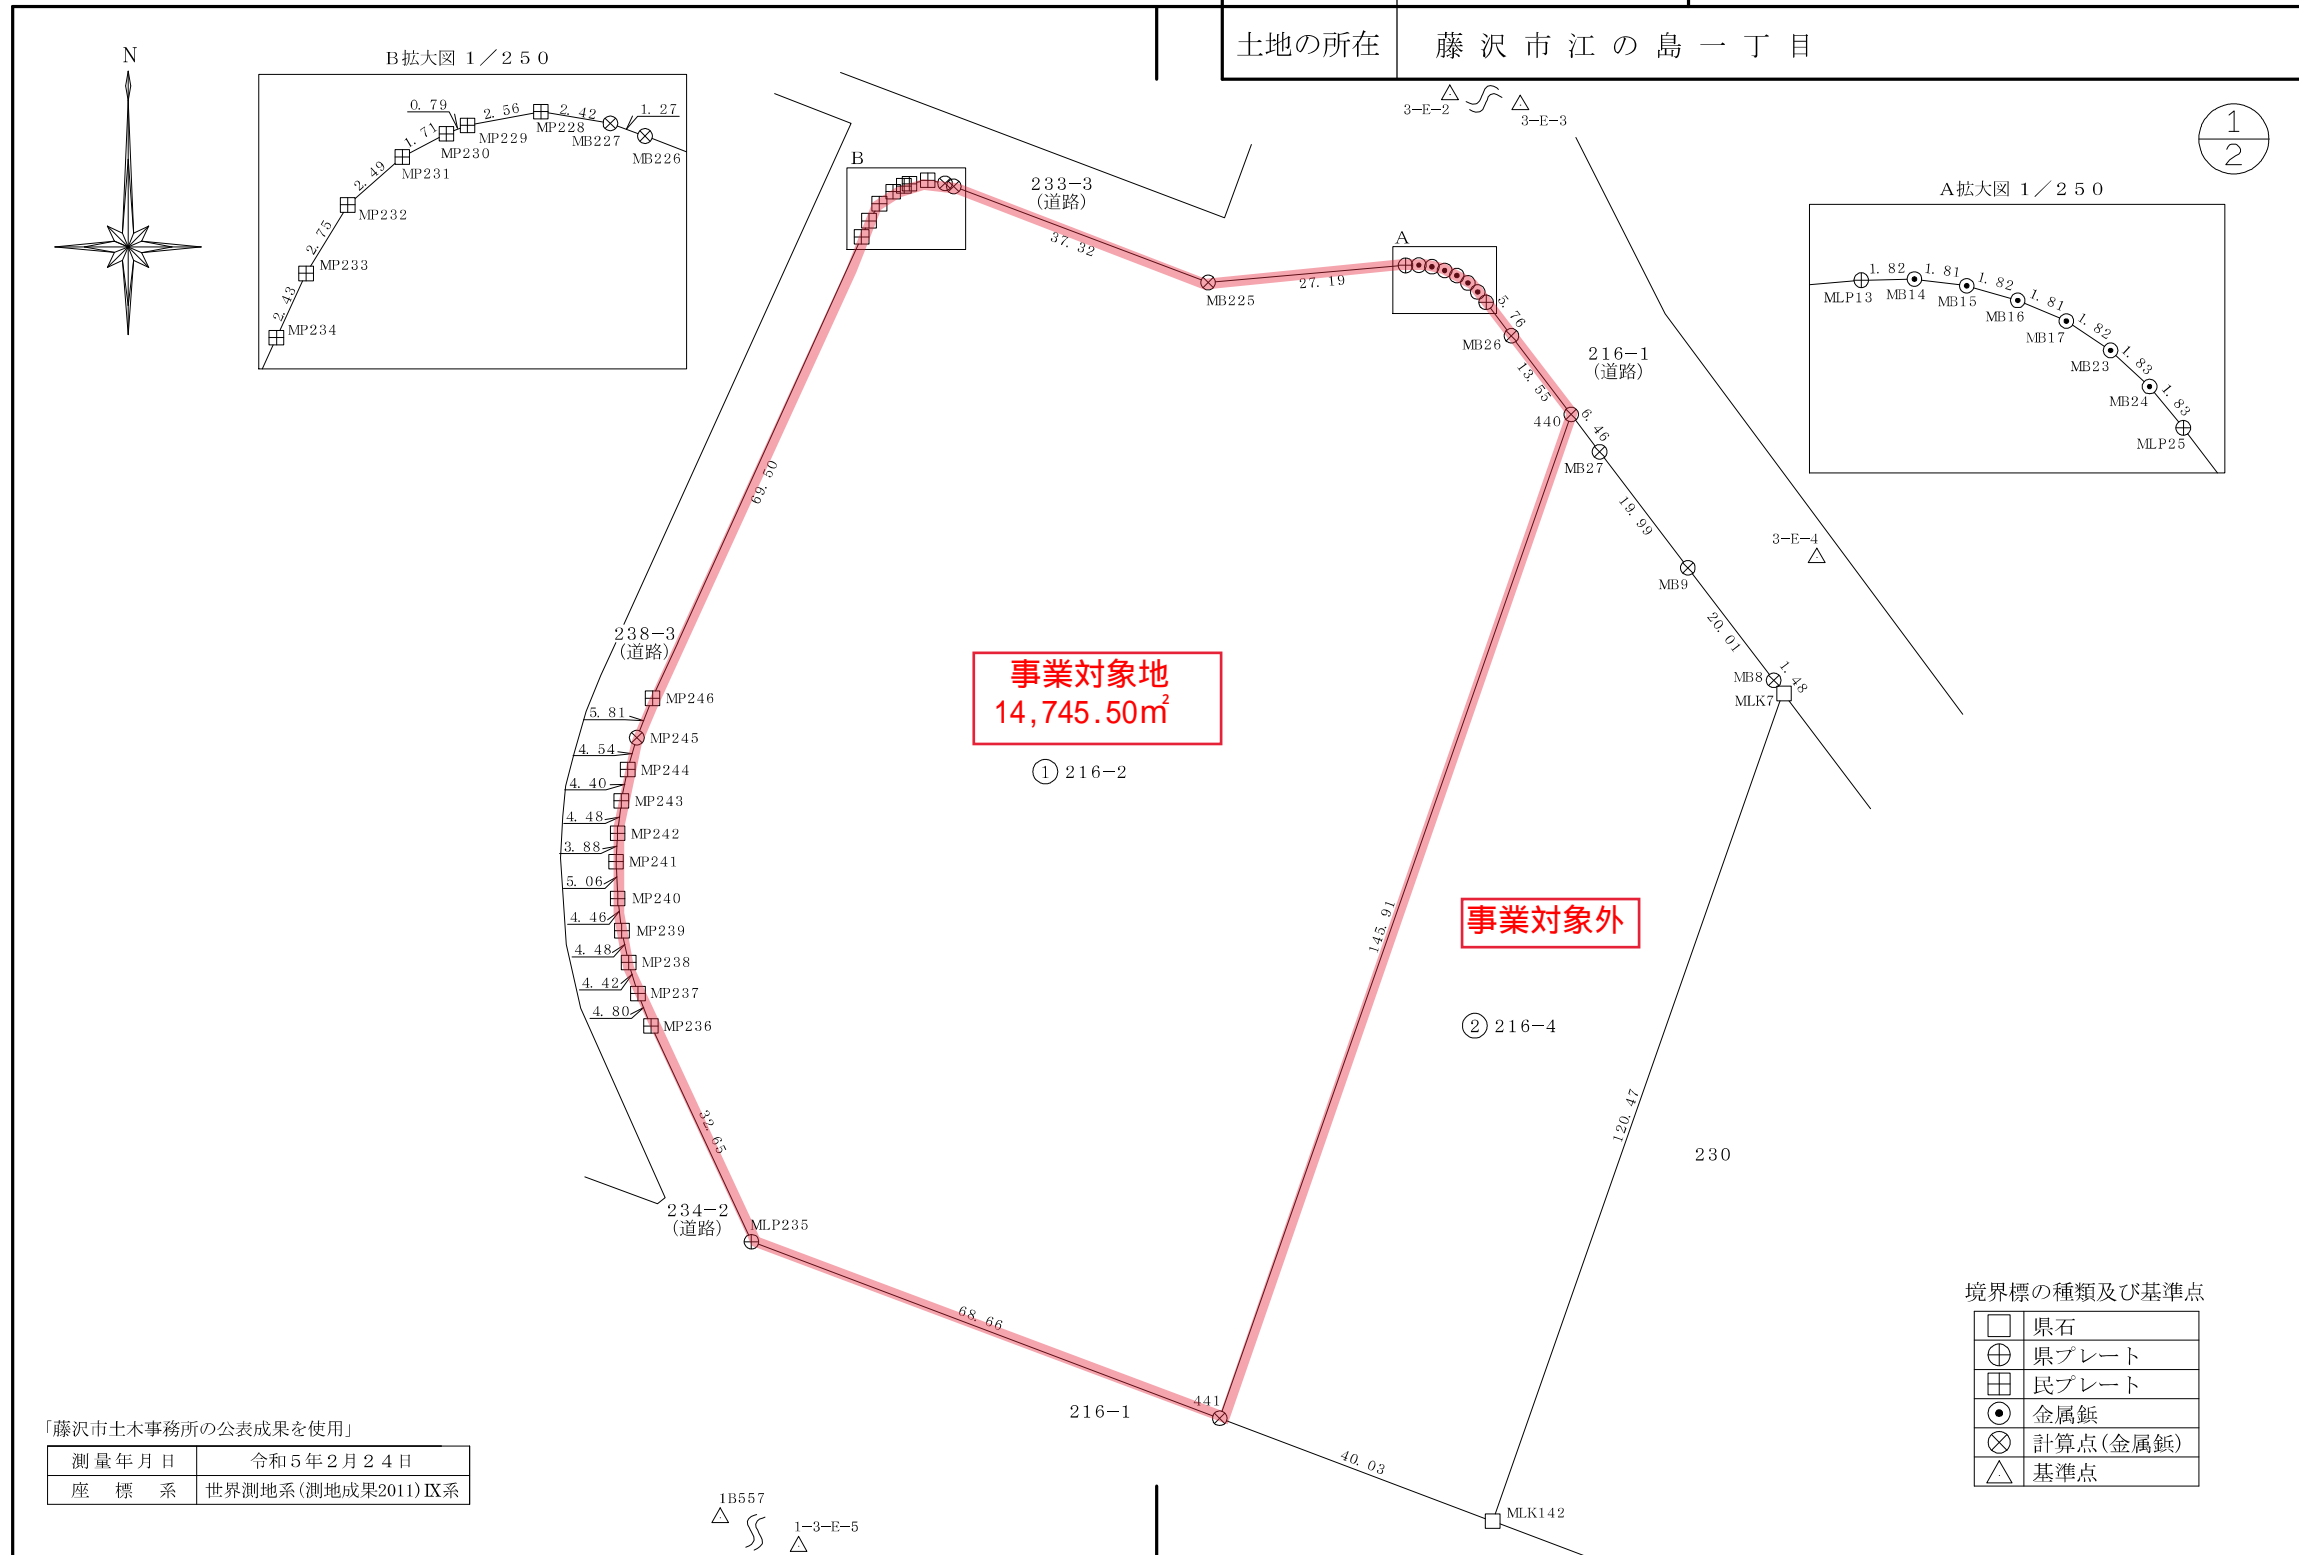 土地の所在
藤沢市江の島一丁目
N
B拡大図 1/250
0.79
2.56
2.42
1.27
1.71
MP228
MB227
MB226
MP229
MP230
2.49
MP231
2.75
MP232
2.43
MP233
MP234
3-E-2
3-E-3
1
2
A拡大図 1/250
1.82
1.81
1.82
1.81
1.82
1.83
1.83
MLP13
MB14
MB15
MB16
MB17
MB23
MB24
MLP25
B
233-3
(道路)
37.32
A
27.19
MB225
5.76
MB26
216-1
(道路)
13.55
440
6.46
MB27
19.99
3-E-4
MB9
20.01
MB8
1.48
MLK7
69.50
238-3
(道路)
事業対象地
14,745.50㎡
① 216-2
MP246
5.81
MP245
4.54
MP244
4.40
MP243
4.48
MP242
3.88
MP241
5.06
MP240
4.46
MP239
4.48
MP238
4.42
MP237
4.80
MP236
145.91
事業対象外
② 216-4
32.65
120.47
230
234-2
(道路)
MLP235
68.66
441
216-1
40.03
MLK142
境界標の種類及び基準点
県石
県プレート
民プレート
金属鋲
計算点(金属鋲)
基準点
「藤沢市土木事務所の公表成果を使用」
測量年月日 令和5年2月24日
座標系 世界測地系(測地成果2011)Ⅸ系
1B557
1-3-E-5